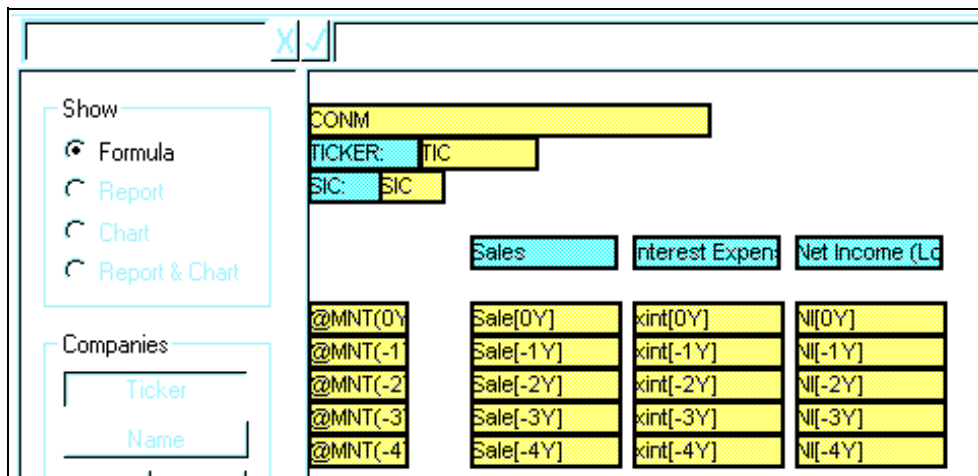 X
Show
Formula
Report
Chart
Report & Chart
Companies
Ticker
Name
CONM
TICKER: TIC
SIC: SIC
Sales nterest Expen Net Income (Lo
@MNT(0Y Sale[0Y] xint[0Y] NI[0Y]
@MNT(-1 Sale[-1Y] xint[-1Y] NI[-1Y]
@MNT(-2 Sale[-2Y] xint[-2Y] NI[-2Y]
@MNT(-3 Sale[-3Y] xint[-3Y] NI[-3Y]
@MNT(-4 Sale[-4Y] xint[-4Y] NI[-4Y]